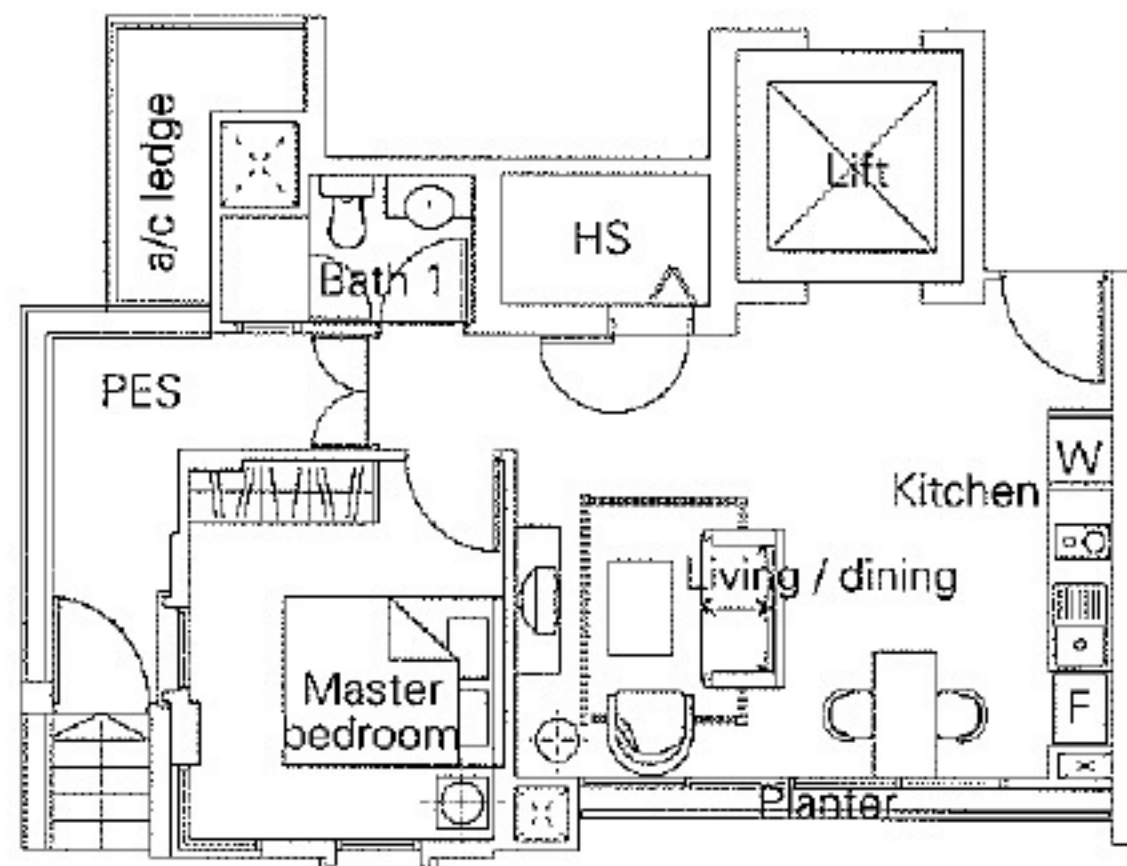 a/c ledge
Lift
HS
Bath 1
PES
W
Kitchen
Living / dining
Master
bedroom
F
Planter